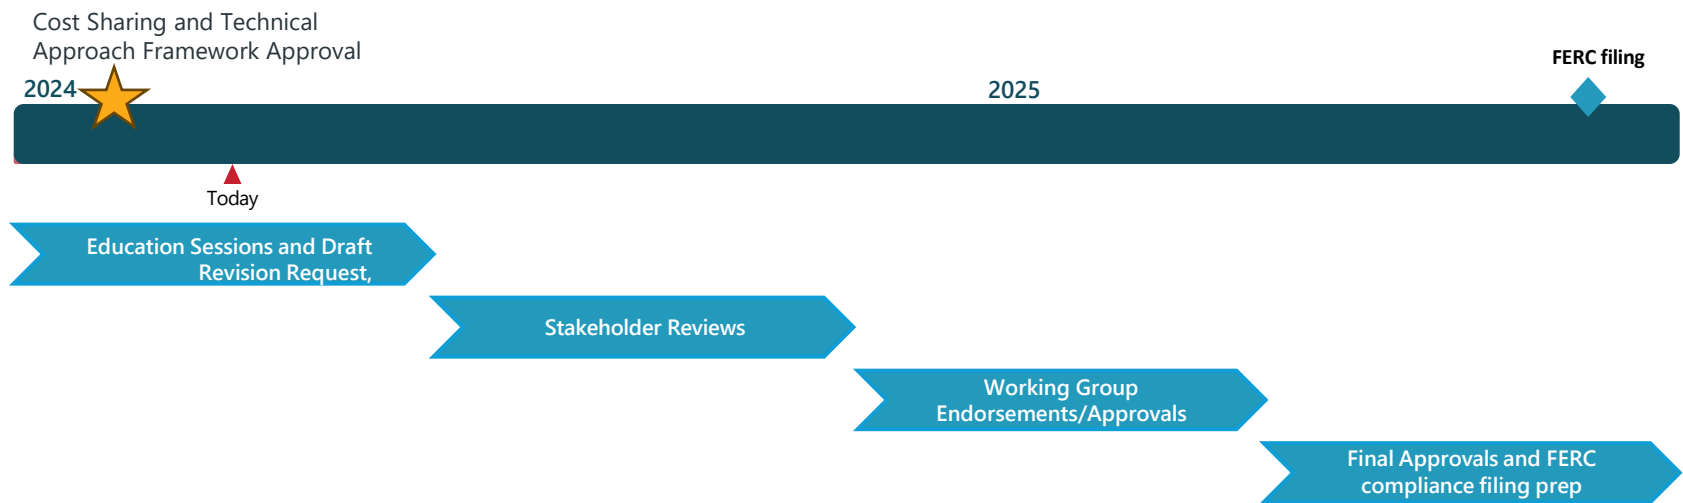 Cost Sharing and Technical
Approach Framework Approval
FERC filing
2024
2025
Today
Education Sessions and Draft
Revision Request,
Stakeholder Reviews
Working Group
Endorsements/Approvals
Final Approvals and FERC
compliance filing prep